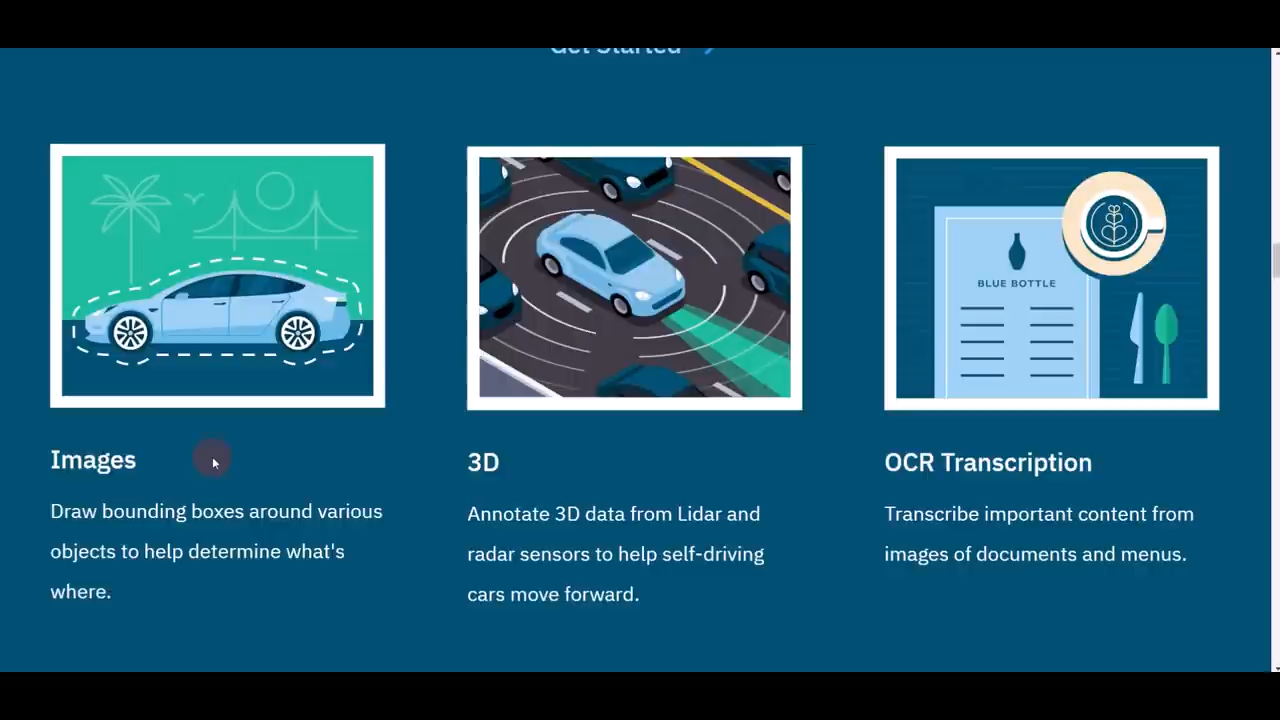 Get Started
BLUE BOTTLE
Images
Draw bounding boxes around various
objects to help determine what's
where.
3D
Annotate 3D data from Lidar and
radar sensors to help self-driving
cars move forward.
OCR Transcription
Transcribe important content from
images of documents and menus.